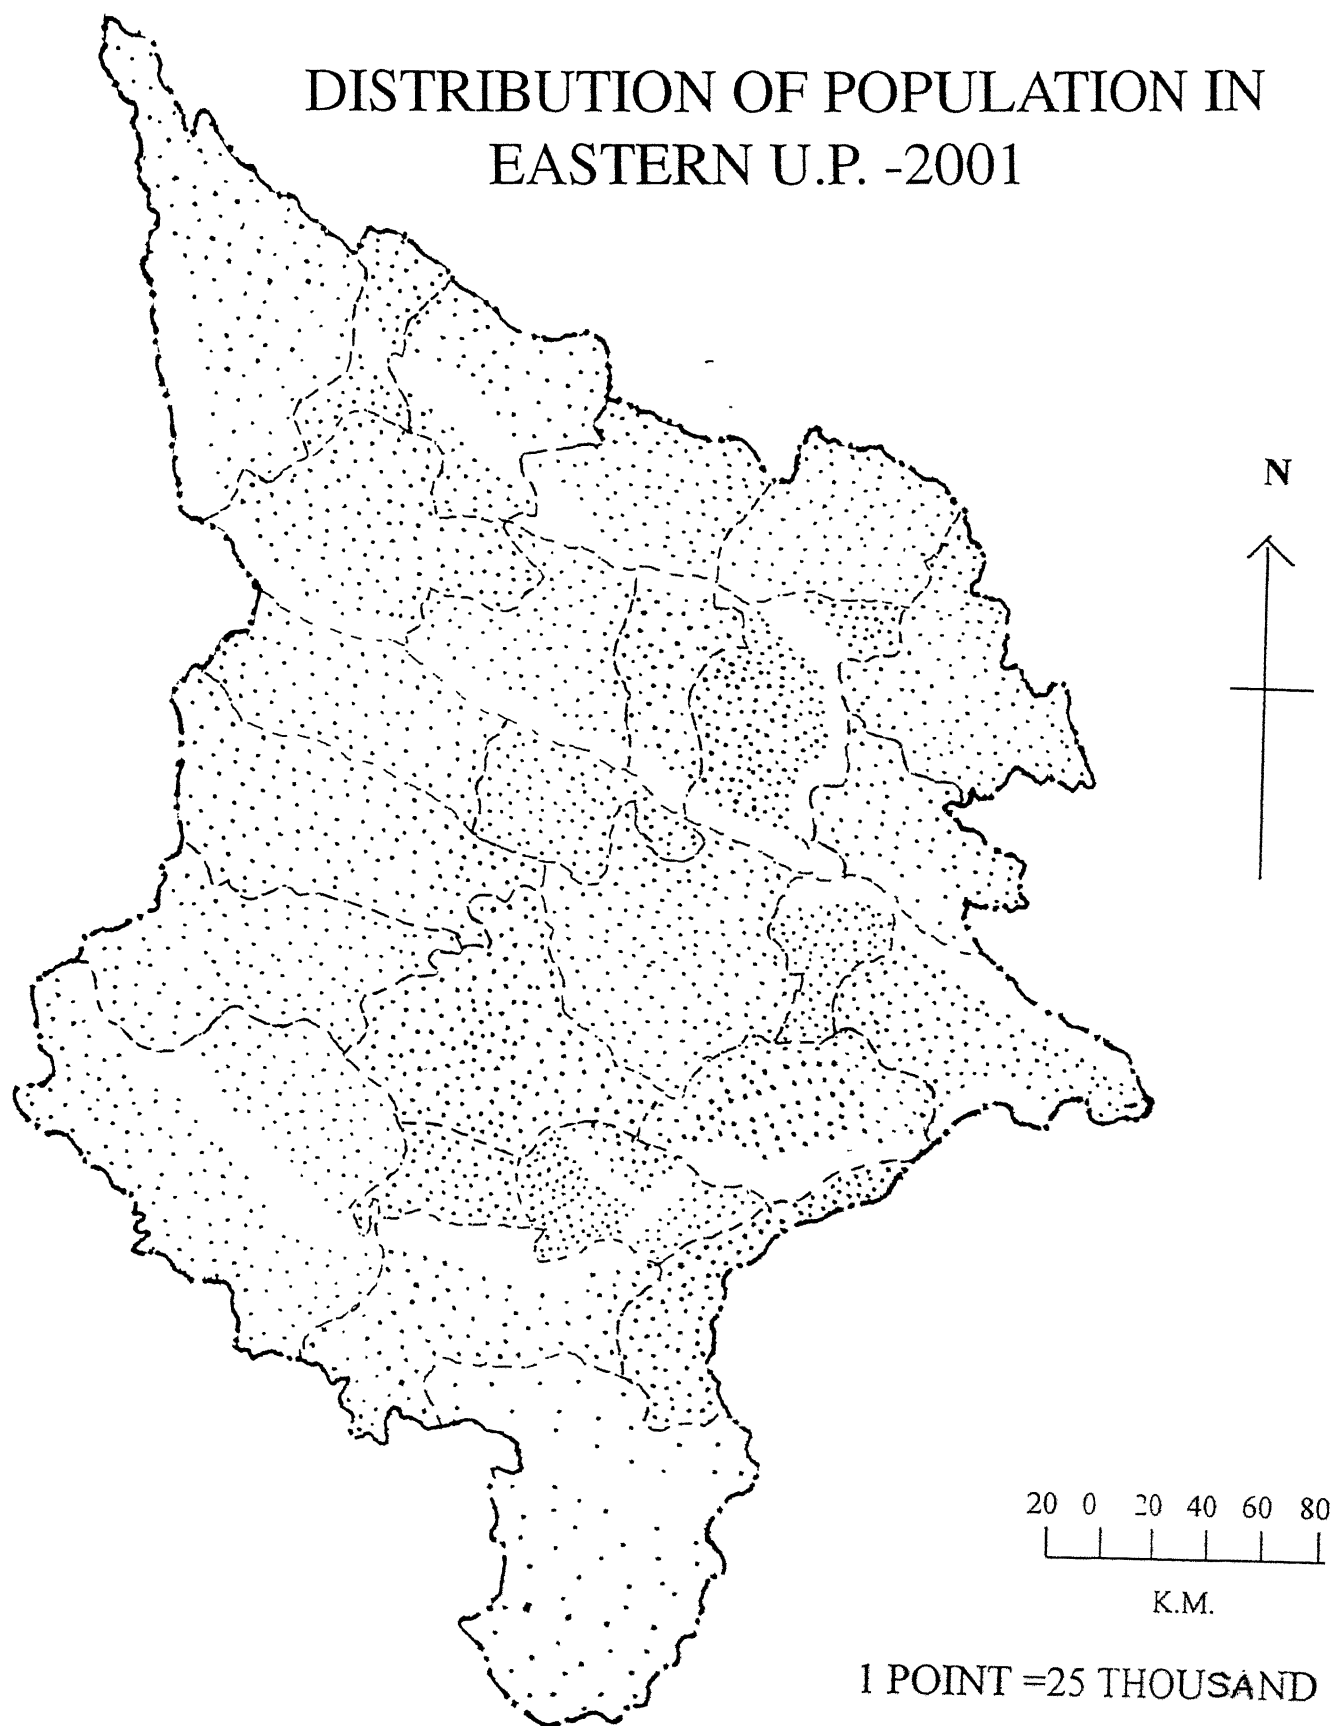 DISTRIBUTION OF POPULATION IN
EASTERN U.P. -2001
N
20 0 20 40 60 80
K.M.
1 POINT =25 THOUSAND